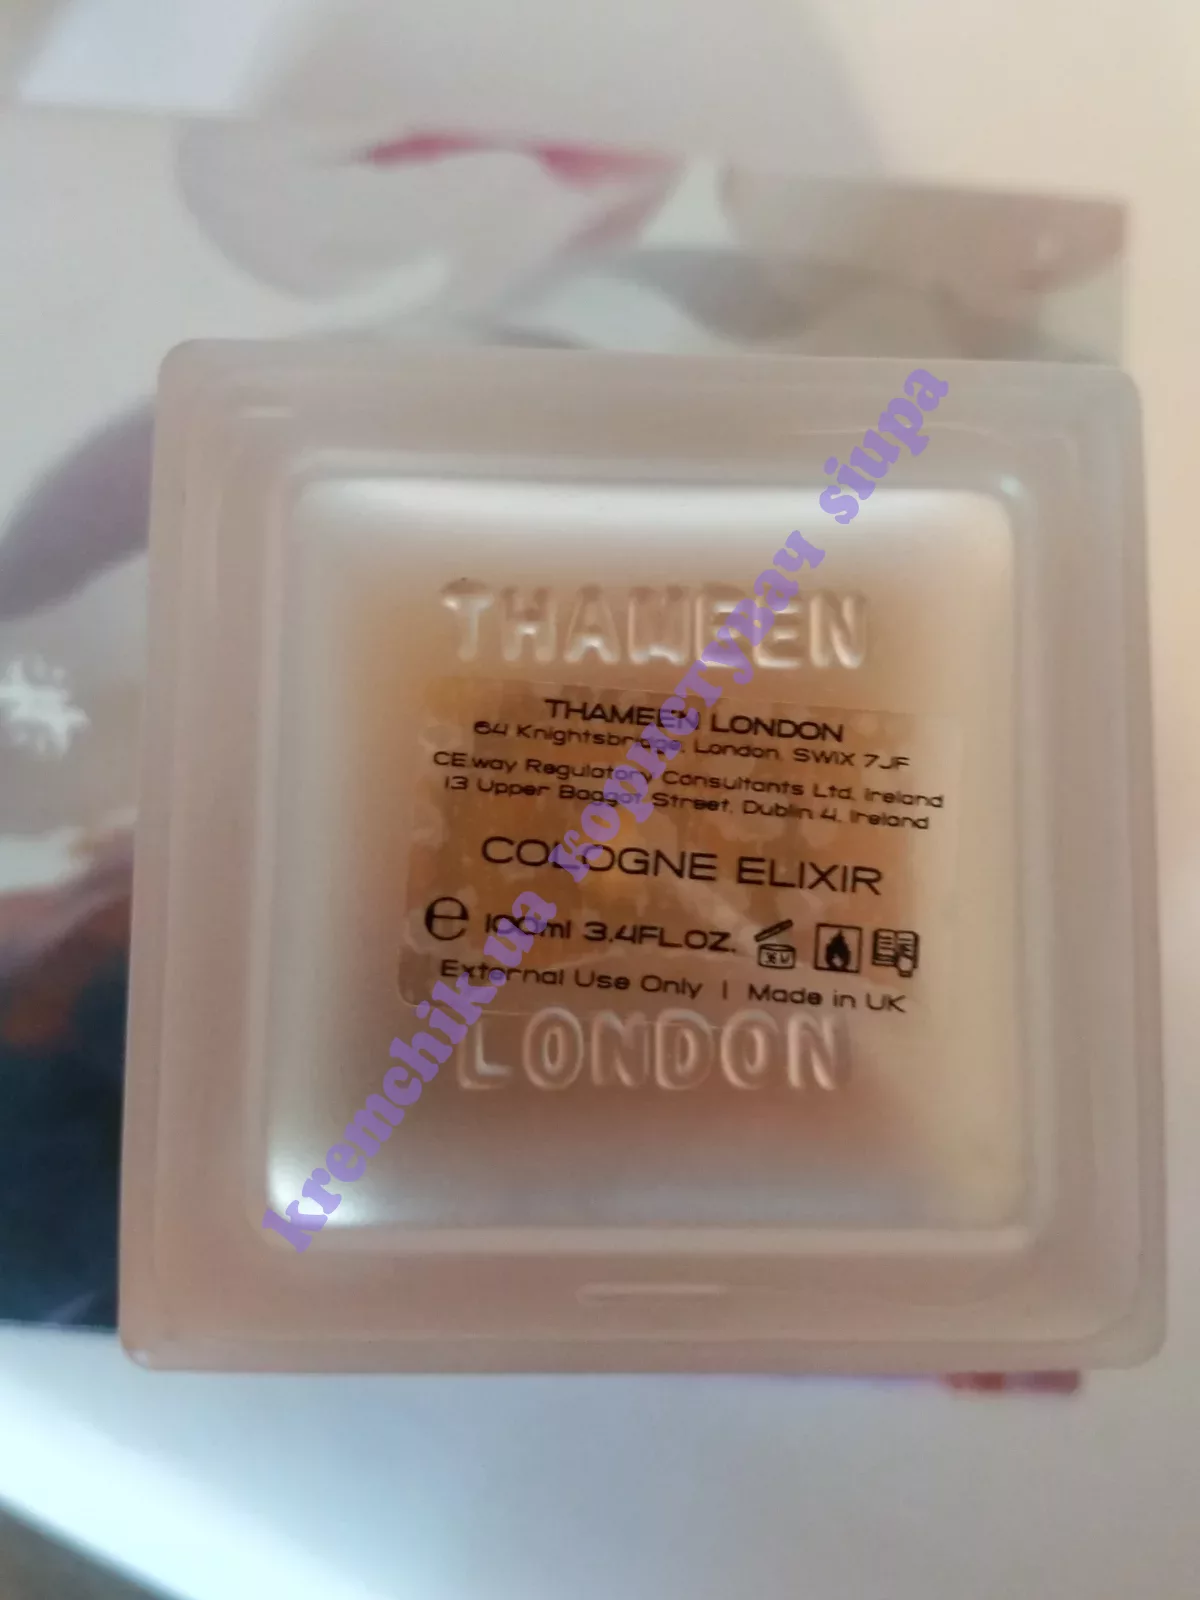 THAMEEN
THAMEEN LONDON
64 Knightsbridge, London, SW1X 7JF
CE.way Regulatory Consultants Ltd, Ireland
13 Upper Baggot Street, Dublin 4, Ireland
COLOGNE ELIXIR
e 100ml 3.4FL.OZ.
External Use Only | Made in UK
LONDON
kremchik.ua користувач siupa